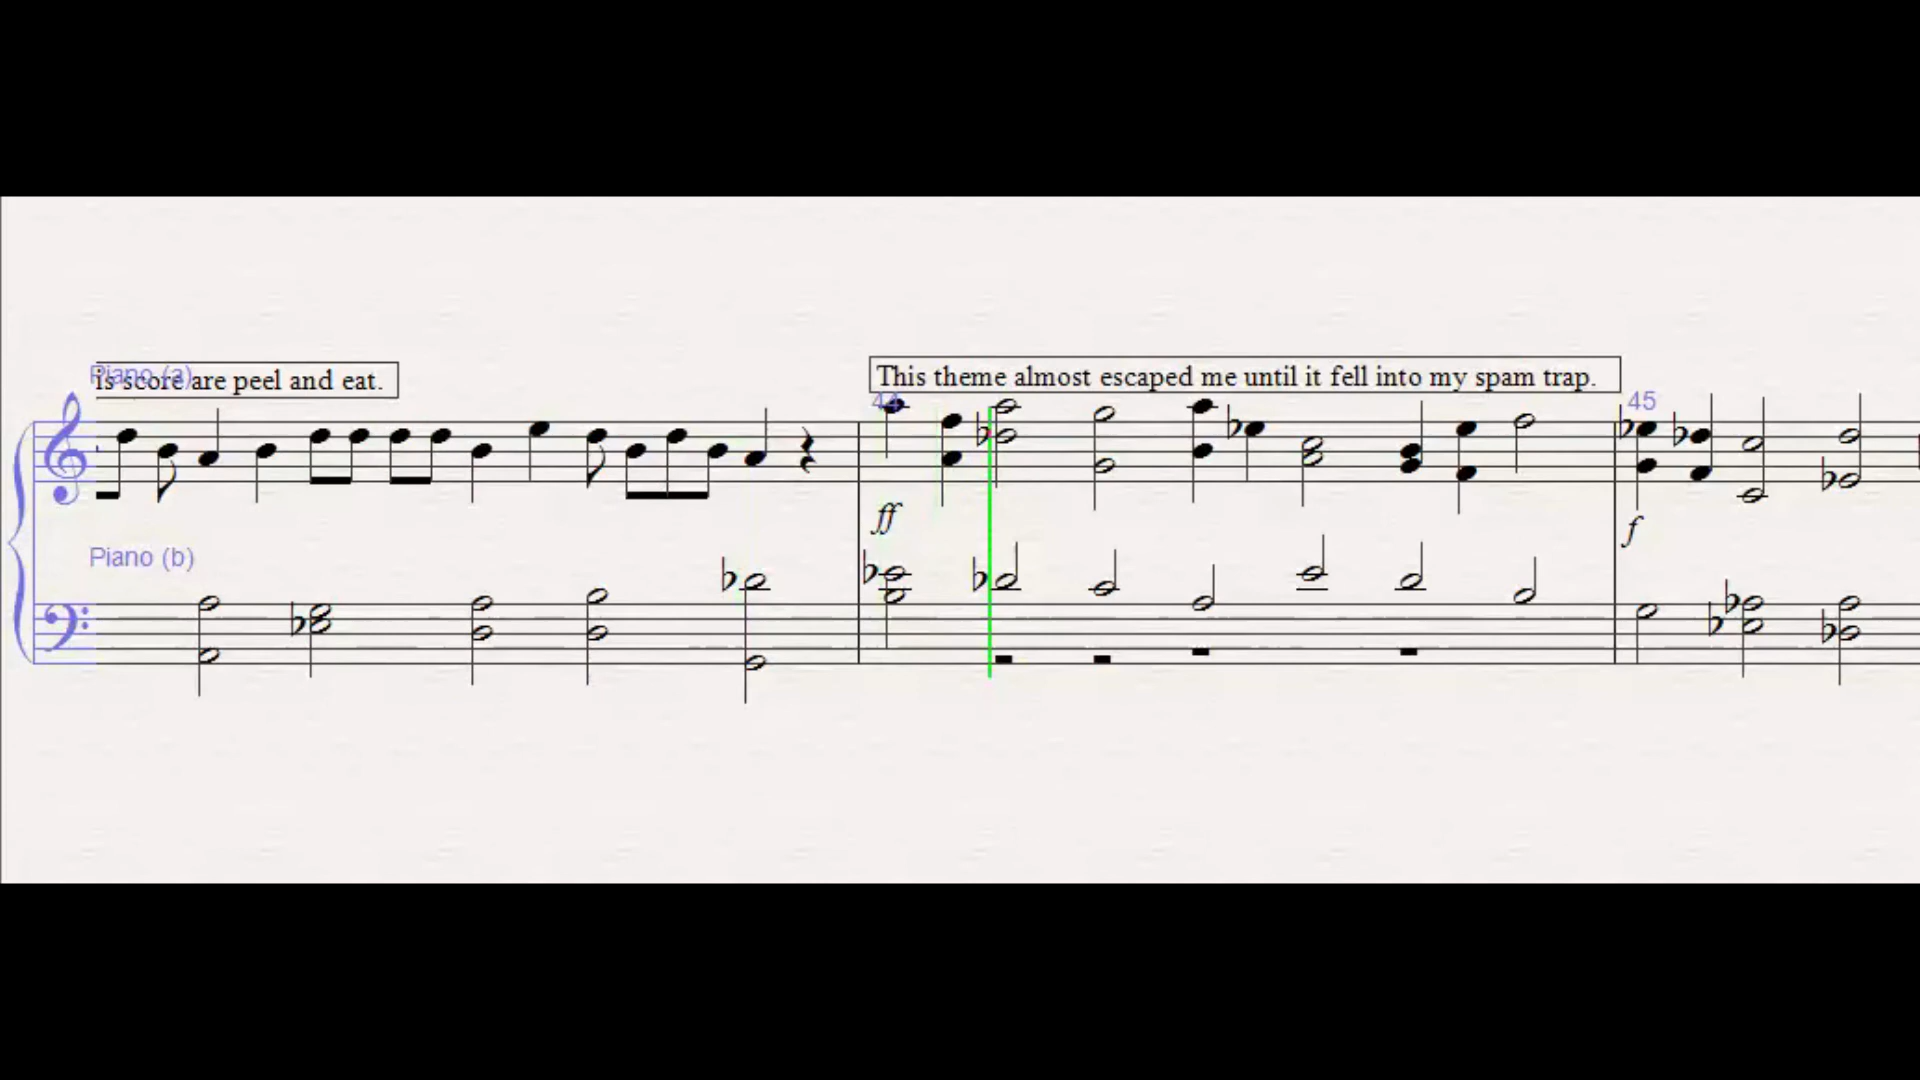 Piano (a)
is score are peel and eat.
This theme almost escaped me until it fell into my spam trap.
44
45
ff
f
Piano (b)